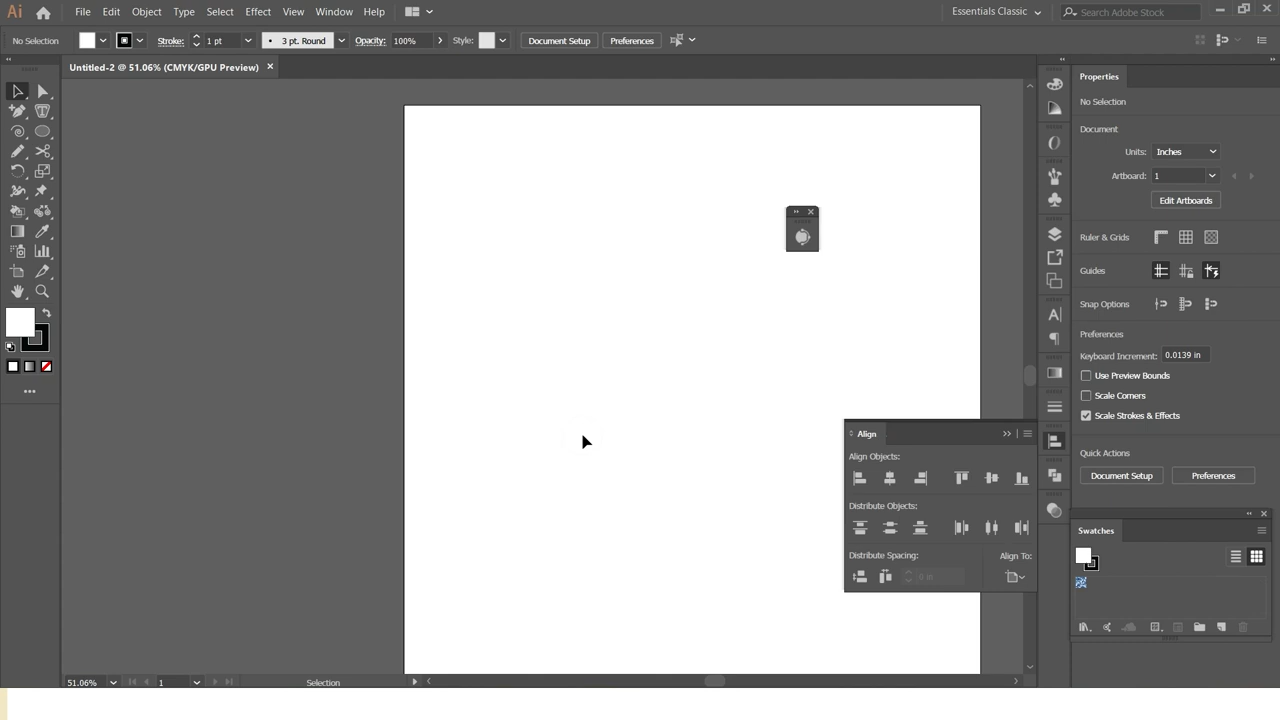 Ai File Edit Object Type Select Effect View Window Help Essentials Classic Search Adobe Stock
No Selection Stroke: 1 pt 3 pt. Round Opacity: 100% Style: Document Setup Preferences
Untitled-2 @ 51.06% (CMYK/GPU Preview)
Properties
No Selection
Document
Units: Inches
Artboard: 1
Edit Artboards
Ruler & Grids
Guides
Snap Options
Preferences
Keyboard Increment: 0.0139 in
Use Preview Bounds
Scale Corners
Scale Strokes & Effects
Quick Actions
Document Setup Preferences
Align
Align Objects:
Distribute Objects:
Distribute Spacing: Align To:
0 in
Swatches
51.06% 1 Selection